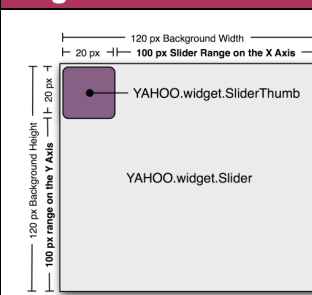 120 px Background Width
20 px
100 px Slider Range on the X Axis
YAHOO.widget.SliderThumb
YAHOO.widget.Slider
120 px Background Height
20 px
100 px range on the Y Axis